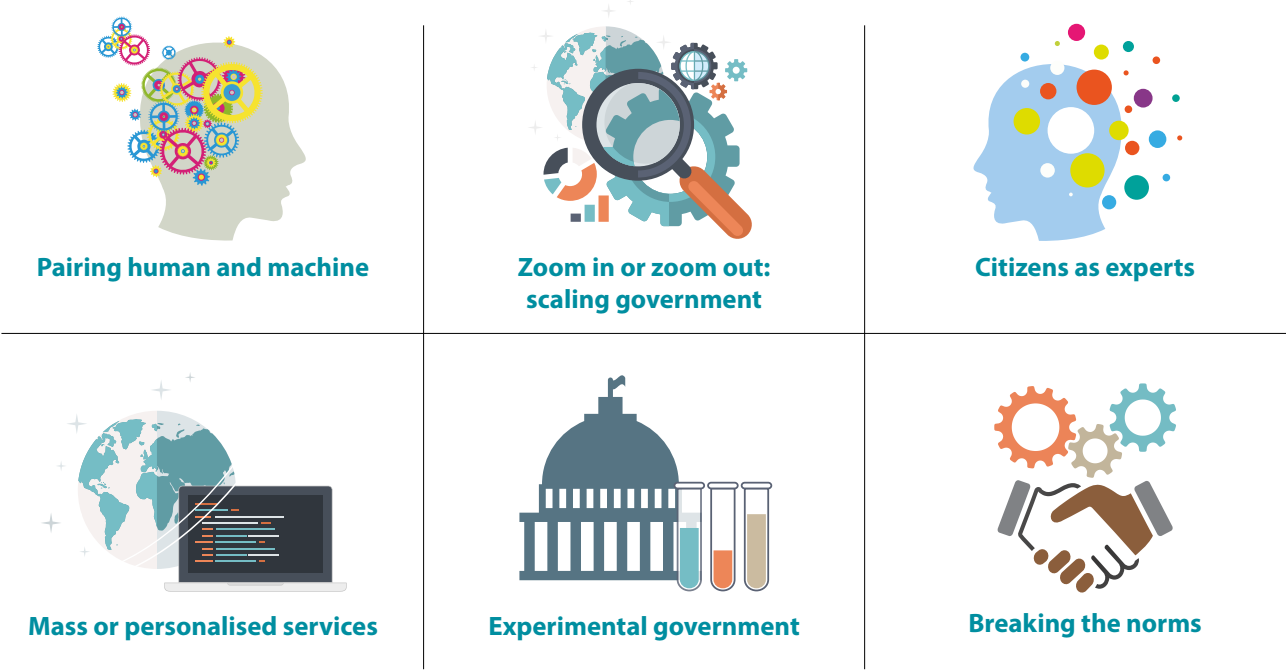 Pairing human and machine
Zoom in or zoom out:
scaling government
Citizens as experts
Mass or personalised services
Experimental government
Breaking the norms